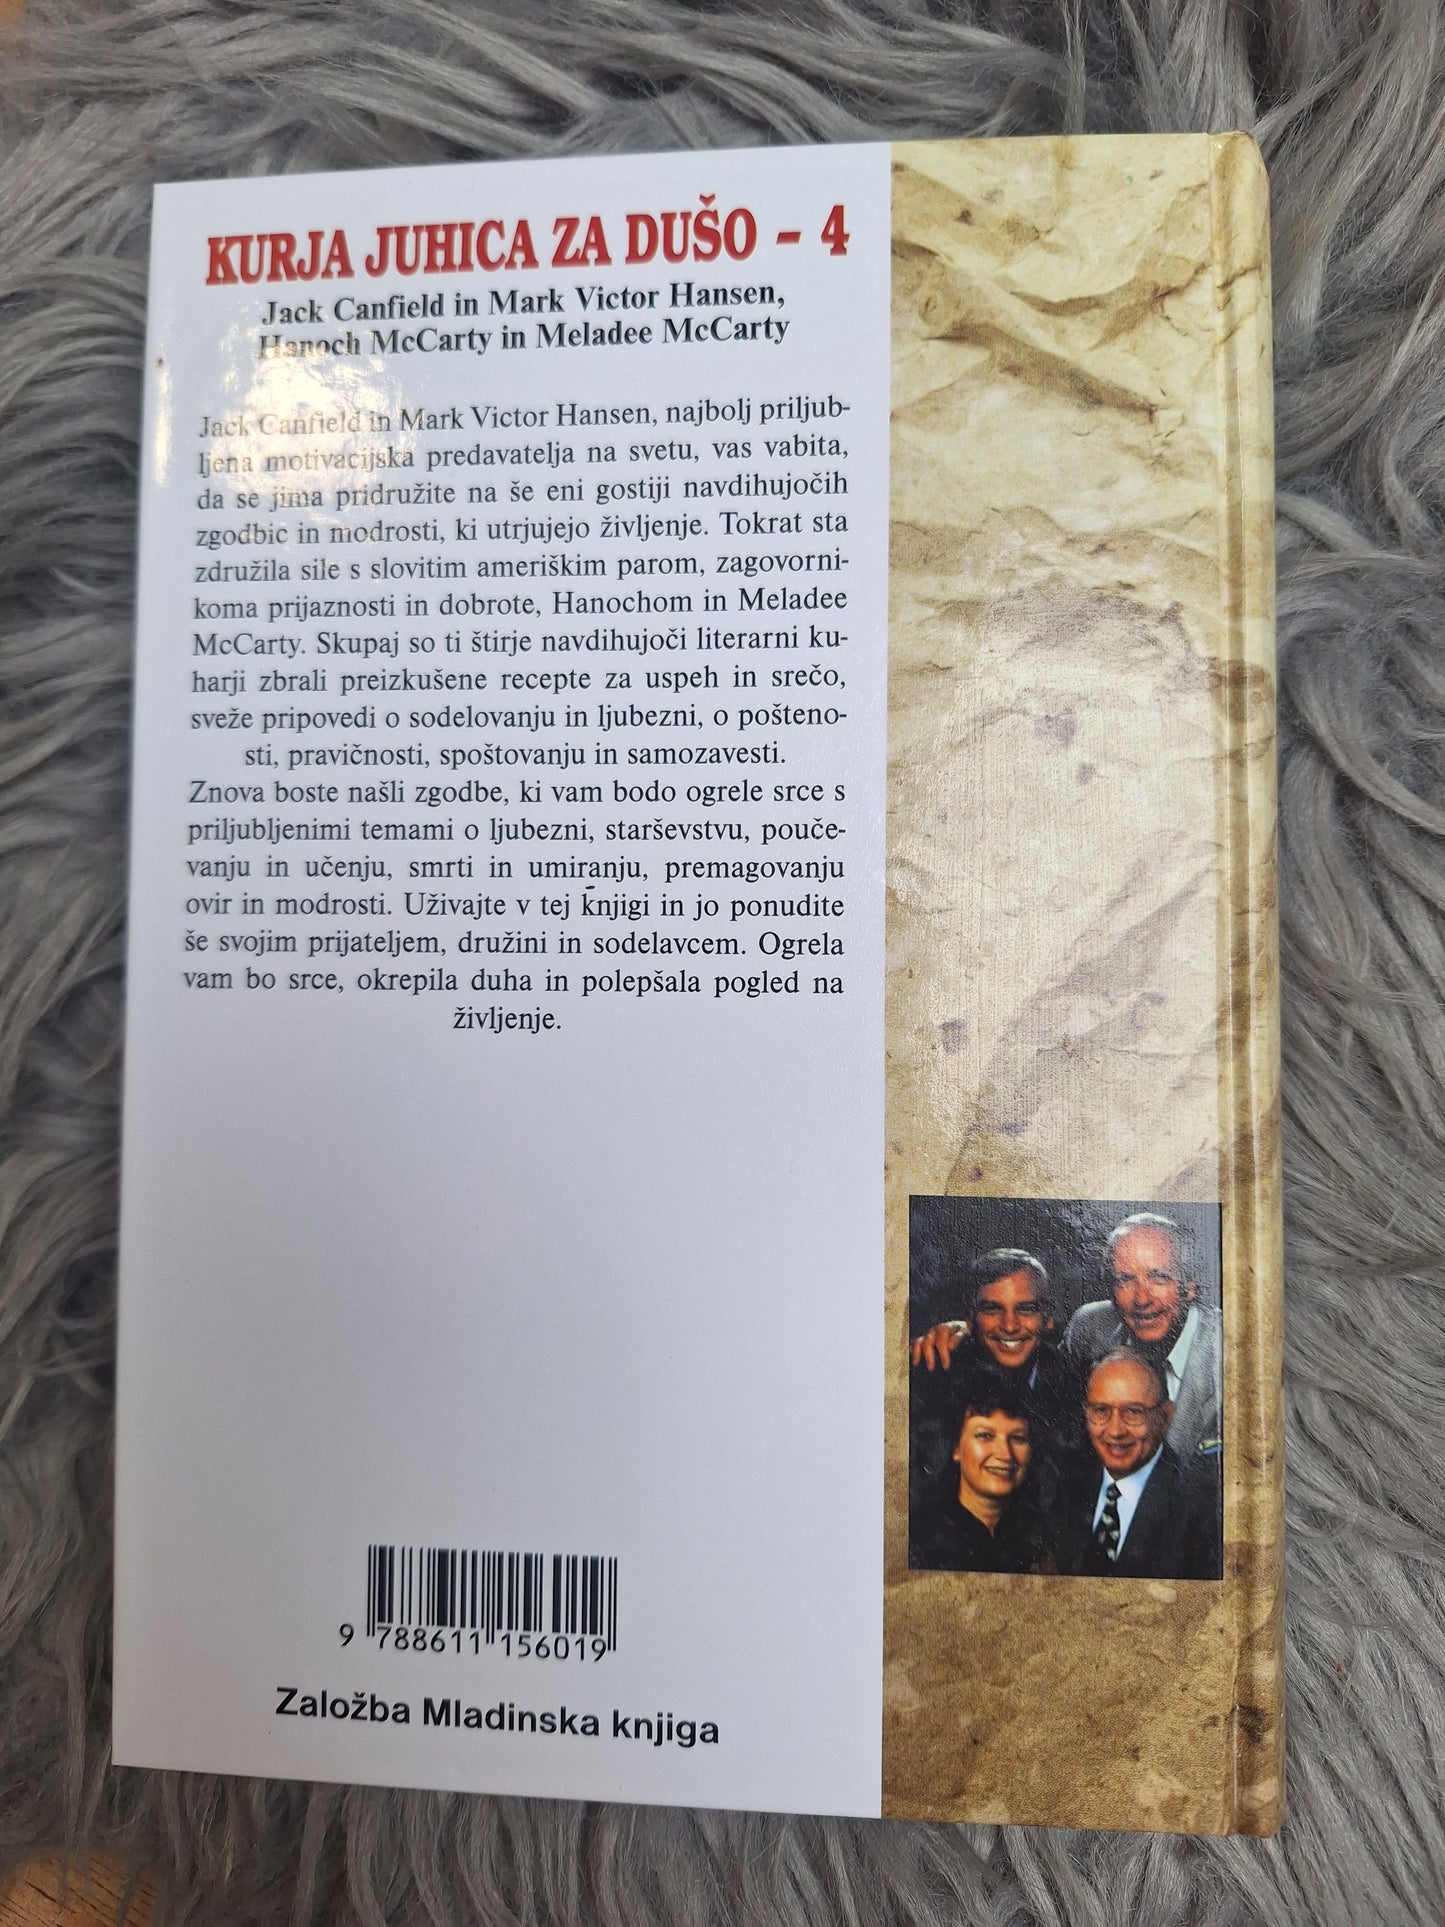 KURJA JUHICA ZA DUŠO - 4
Jack Canfield in Mark Victor Hansen,
Hanoch McCarty in Meladee McCarty
Jack Canfield in Mark Victor Hansen, najbolj priljub-
ljena motivacijska predavatelja na svetu, vas vabita,
da se jima pridružite na še eni gostiji navdihujočih
zgodbic in modrosti, ki utrjujejo življenje. Tokrat sta
združila sile s slovitim ameriškim parom, zagovorni-
koma prijaznosti in dobrote, Hanochom in Meladee
McCarty. Skupaj so ti štirje navdihujoči literarni ku-
harji zbrali preizkušene recepte za uspeh in srečo,
sveže pripovedi o sodelovanju in ljubezni, o pošteno-
sti, pravičnosti, spoštovanju in samozavesti.
Znova boste našli zgodbe, ki vam bodo ogrele srce s
priljubljenimi temami o ljubezni, starševstvu, pouče-
vanju in učenju, smrti in umiranju, premagovanju
ovir in modrosti. Uživajte v tej knjigi in jo ponudite
še svojim prijateljem, družini in sodelavcem. Ogrela
vam bo srce, okrepila duha in polepšala pogled na
življenje.
9 788611 156019
Založba Mladinska knjiga